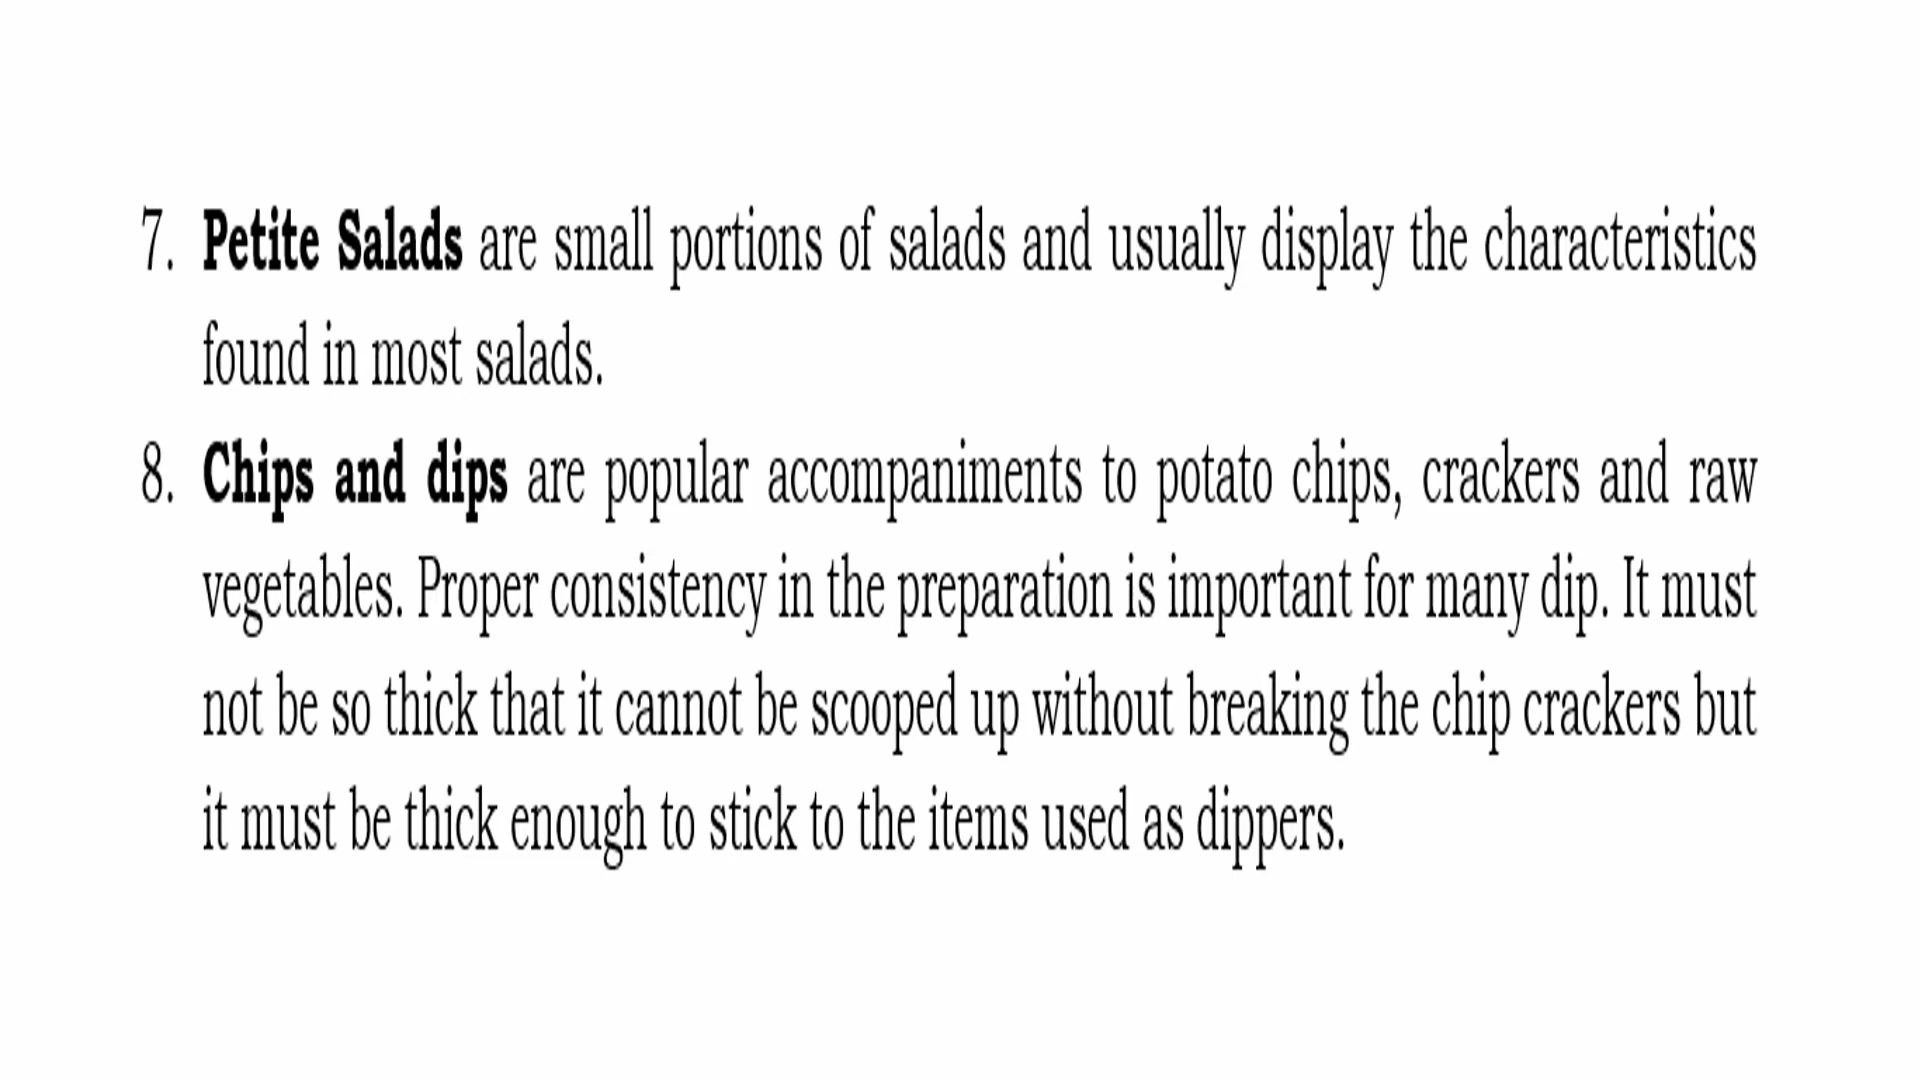 7. Petite Salads are small portions of salads and usually display the characteristics
found in most salads.
8. Chips and dips are popular accompaniments to potato chips, crackers and raw
vegetables. Proper consistency in the preparation is important for many dip. It must
not be so thick that it cannot be scooped up without breaking the chip crackers but
it must be thick enough to stick to the items used as dippers.